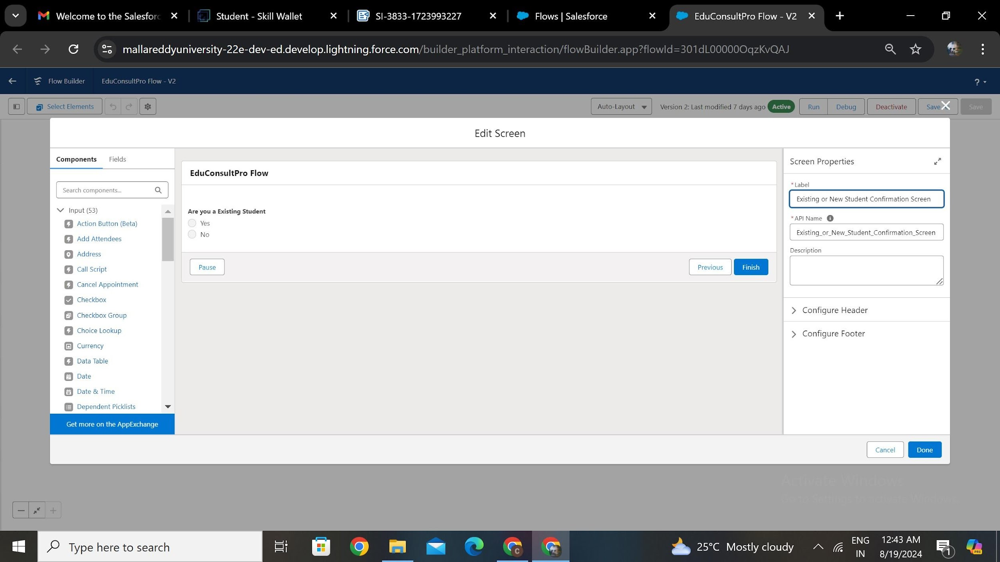 Welcome to the Salesforc
Student - Skill Wallet
SI-3833-1723993227
Flows | Salesforce
EduConsultPro Flow - V2
mallareddyuniversity-22e-dev-ed.develop.lightning.force.com/builder_platform_interaction/flowBuilder.app?flowId=301dL00000OqzKvQAJ
Flow Builder
EduConsultPro Flow - V2
?
Select Elements
Auto-Layout
Version 2: Last modified 7 days ago
Active
Run
Debug
Deactivate
Save
Save
Edit Screen
Components
Fields
Search components...
Input (53)
Action Button (Beta)
Add Attendees
Address
Call Script
Cancel Appointment
Checkbox
Checkbox Group
Choice Lookup
Currency
Data Table
Date
Date & Time
Dependent Picklists
Get more on the AppExchange
EduConsultPro Flow
Are you a Existing Student
Yes
No
Pause
Previous
Finish
Screen Properties
* Label
Existing or New Student Confirmation Screen
* API Name
Existing_or_New_Student_Confirmation_Screen
Description
Configure Header
Configure Footer
Cancel
Done
Activate Windows
Go to Settings to activate Windows.
Type here to search
C
25°C Mostly cloudy
ENG
IN
12:43 AM
8/19/2024
1
PRE